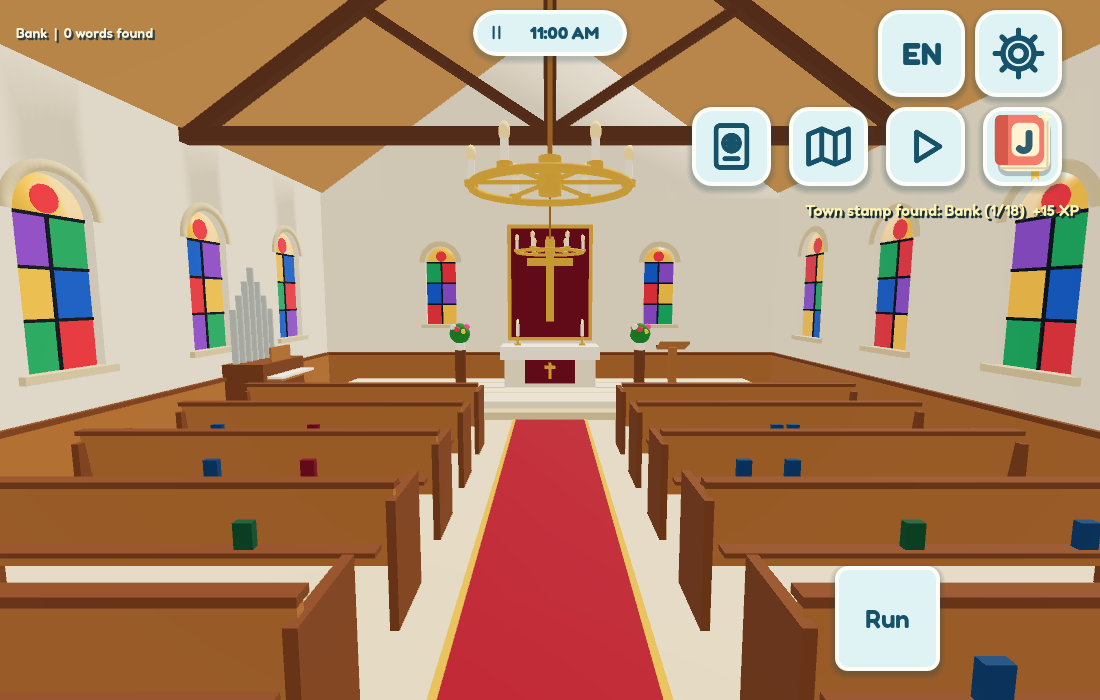 Bank | 0 words found
11:00 AM
EN
J
Town stamp found: Bank (1/18) +15 XP
Run